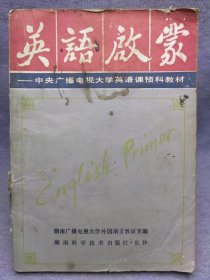 英語啟蒙
——中央广播电视大学英语课预科教材
English Primer
湖南广播电视大学外国语言教研室编
湖南科学技术出版社·长沙